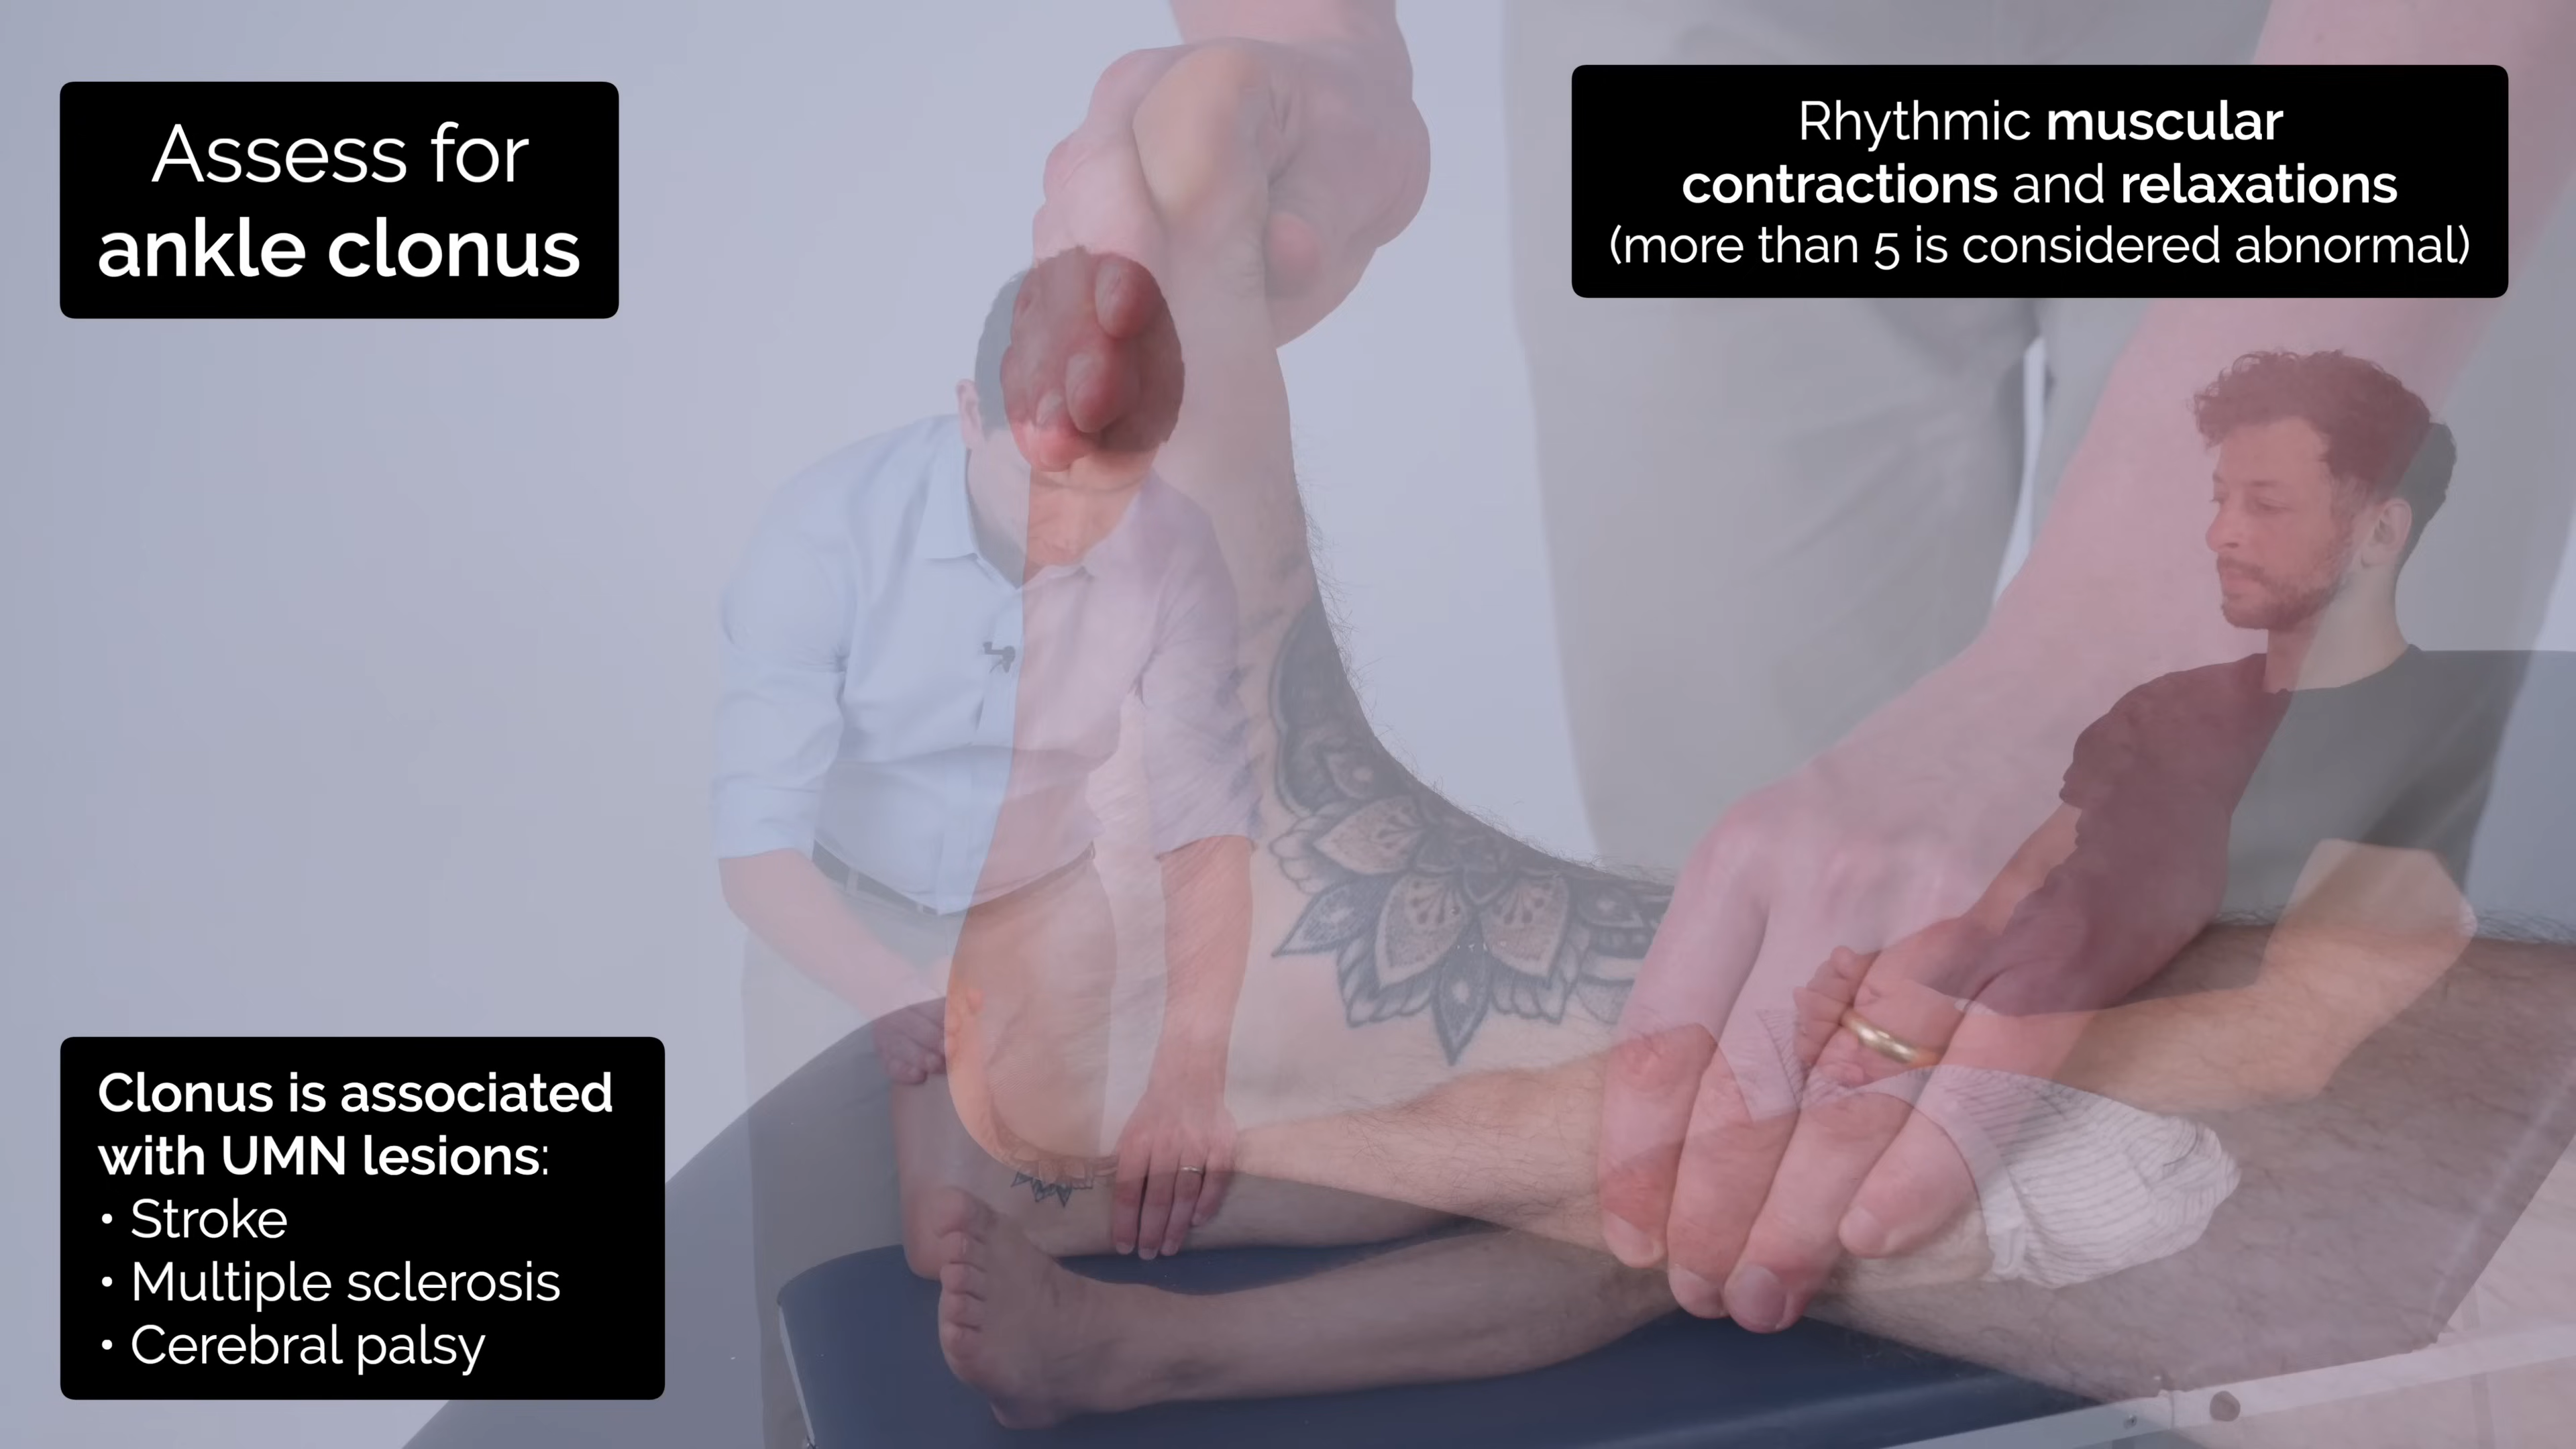 Assess for
ankle clonus
Rhythmic muscular
contractions and relaxations
(more than 5 is considered abnormal)
Clonus is associated
with UMN lesions:
• Stroke
• Multiple sclerosis
• Cerebral palsy